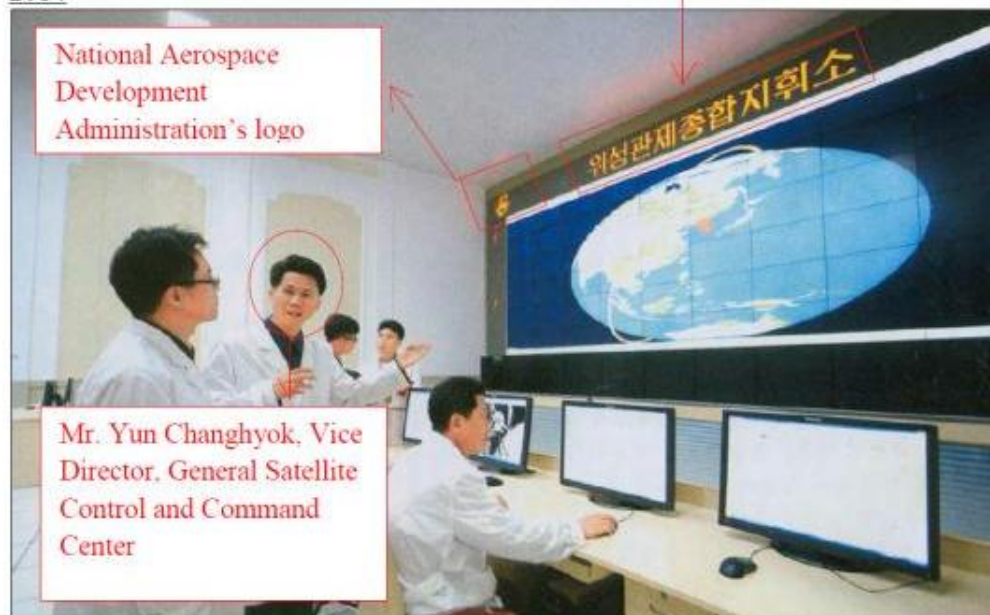 National Aerospace
Development
Administration's logo
위성관제종합지휘소
Mr. Yun Changhyok, Vice
Director, General Satellite
Control and Command
Center